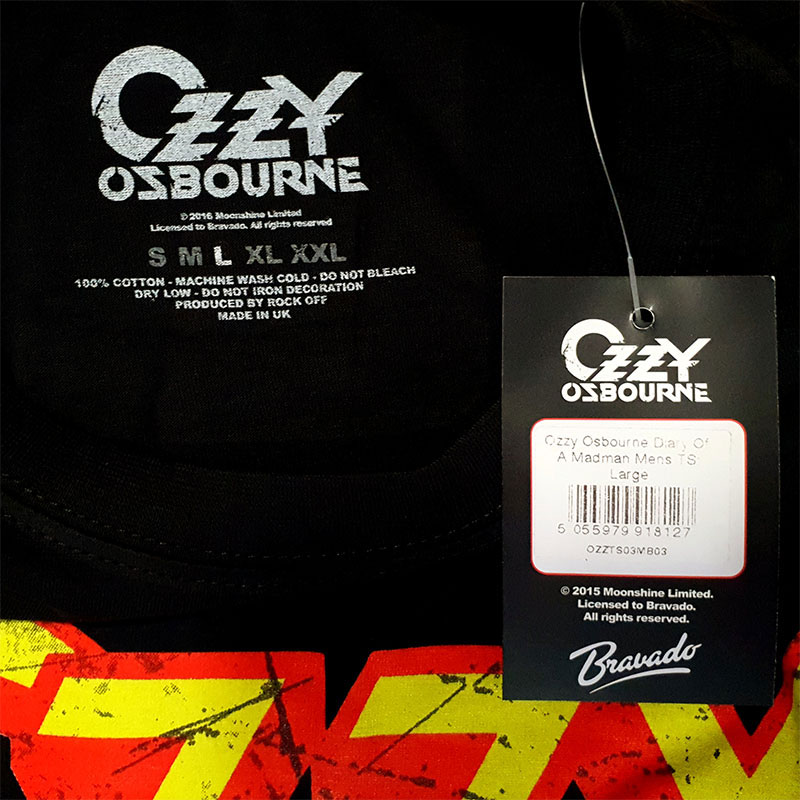 OZZY
OSBOURNE
© 2016 Moonshine Limited
Licensed to Bravado. All rights reserved
S M L XL XXL
100% COTTON - MACHINE WASH COLD - DO NOT BLEACH
DRY LOW - DO NOT IRON DECORATION
PRODUCED BY ROCK OFF
MADE IN UK
OZZY
OSBOURNE
Ozzy Osbourne Diary Of
A Madman Mens TS
Large
5 055979 918127
OZZTS03MB03
© 2015 Moonshine Limited.
Licensed to Bravado.
All rights reserved.
Bravado